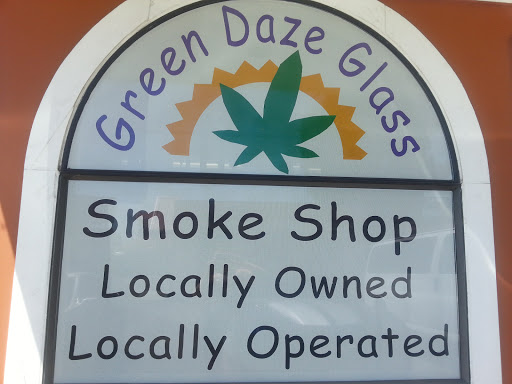 Green Daze Glass
Smoke Shop
Locally Owned
Locally Operated